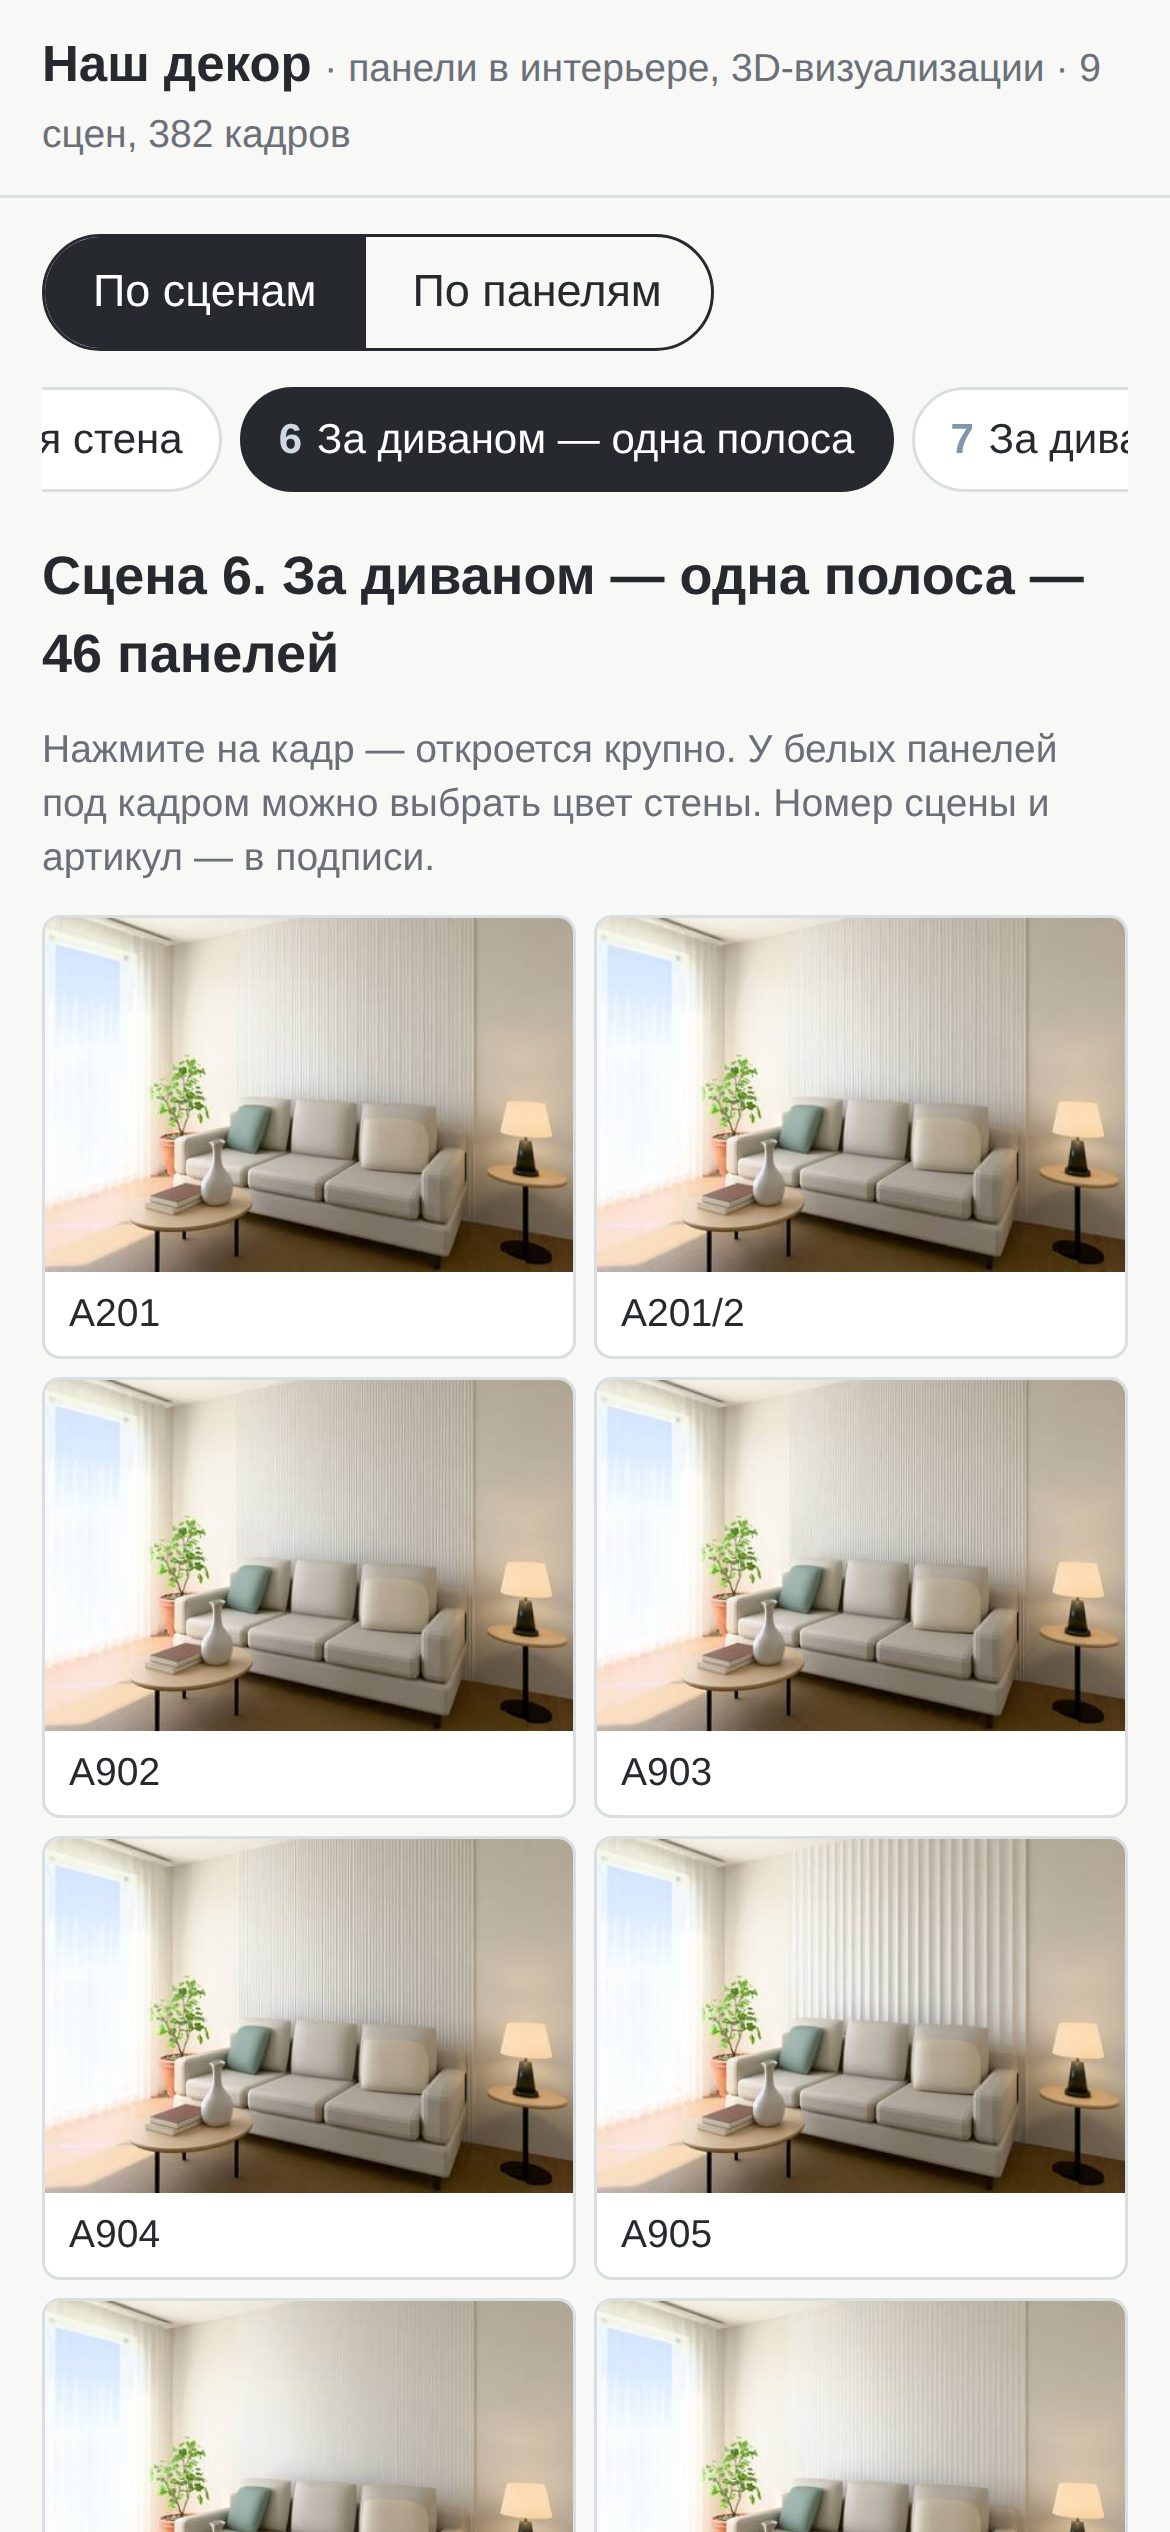 Наш декор · панели в интерьере, 3D-визуализации · 9
сцен, 382 кадров
По сценам
По панелям
я стена
6 За диваном — одна полоса
7 За дива
Сцена 6. За диваном — одна полоса —
46 панелей
Нажмите на кадр — откроется крупно. У белых панелей
под кадром можно выбрать цвет стены. Номер сцены и
артикул — в подписи.
A201
A201/2
A902
A903
A904
A905